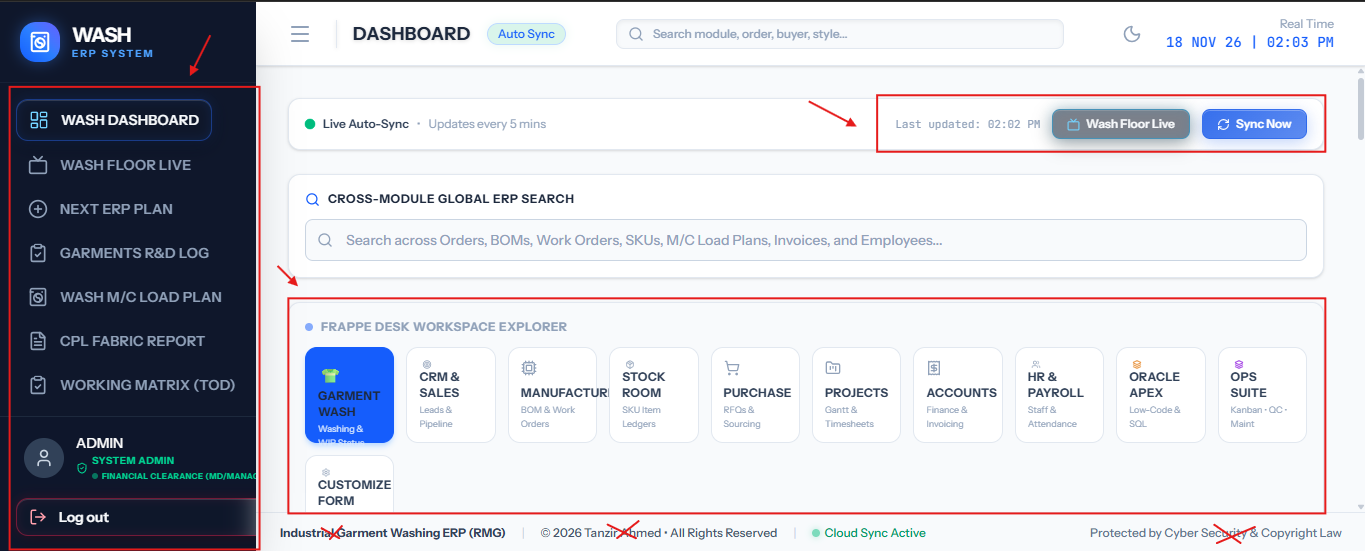 WASH
ERP SYSTEM
WASH DASHBOARD
WASH FLOOR LIVE
NEXT ERP PLAN
GARMENTS R&D LOG
WASH M/C LOAD PLAN
CPL FABRIC REPORT
WORKING MATRIX (TOD)
ADMIN
SYSTEM ADMIN
FINANCIAL CLEARANCE (MD/MANAG
Log out
DASHBOARD
Auto Sync
Search module, order, buyer, style...
Real Time
18 NOV 26 | 02:03 PM
Live Auto-Sync • Updates every 5 mins
Last updated: 02:02 PM
Wash Floor Live
Sync Now
CROSS-MODULE GLOBAL ERP SEARCH
Search across Orders, BOMs, Work Orders, SKUs, M/C Load Plans, Invoices, and Employees...
FRAPPE DESK WORKSPACE EXPLORER
GARMENT
WASH
Washing &
WIP Status
CRM &
SALES
Leads &
Pipeline
MANUFACTURI
BOM & Work
Orders
STOCK
ROOM
SKU Item
Ledgers
PURCHASE
RFQs &
Sourcing
PROJECTS
Gantt &
Timesheets
ACCOUNTS
Finance &
Invoicing
HR &
PAYROLL
Staff &
Attendance
ORACLE
APEX
Low-Code &
SQL
OPS
SUITE
Kanban • QC •
Maint
CUSTOMIZE
FORM
Industrial Garment Washing ERP (RMG)
© 2026 Tanzir Ahmed • All Rights Reserved
Cloud Sync Active
Protected by Cyber Security & Copyright Law